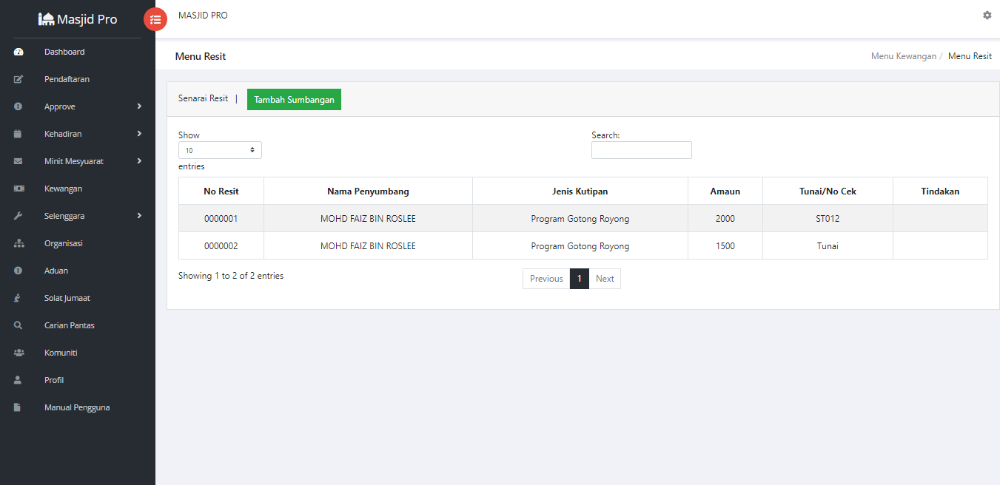 Masjid Pro
MASJID PRO
Dashboard
Pendaftaran
Approve
Kehadiran
Minit Mesyuarat
Kewangan
Selenggara
Organisasi
Aduan
Solat Jumaat
Carian Pantas
Komuniti
Profil
Manual Pengguna
Menu Resit
Menu Kewangan / Menu Resit
Senarai Resit | Tambah Sumbangan
Show Search:
10
entries
No Resit Nama Penyumbang Jenis Kutipan Amaun Tunai/No Cek Tindakan
0000001 MOHD FAIZ BIN ROSLEE Program Gotong Royong 2000 ST012
0000002 MOHD FAIZ BIN ROSLEE Program Gotong Royong 1500 Tunai
Showing 1 to 2 of 2 entries Previous 1 Next